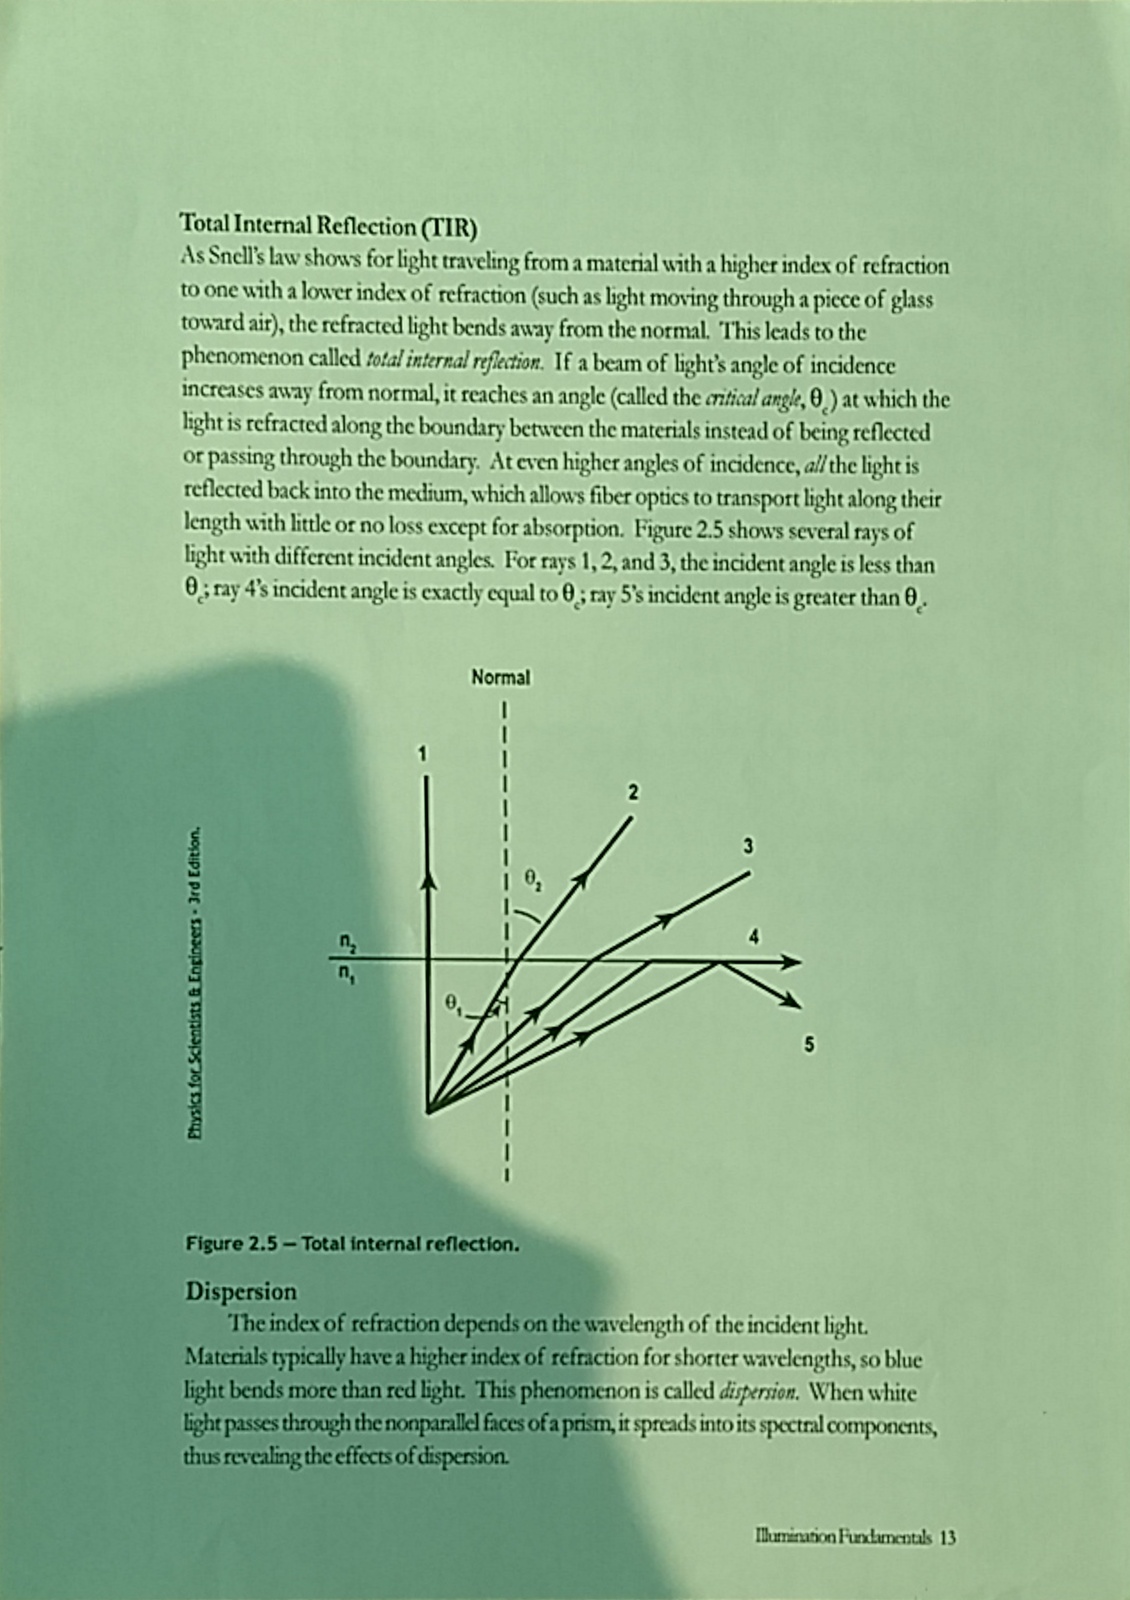 Total Internal Reflection (TIR)
As Snell's law shows for light traveling from a material with a higher index of refraction
to one with a lower index of refraction (such as light moving through a piece of glass
toward air), the refracted light bends away from the normal. This leads to the
phenomenon called total internal reflection. If a beam of light's angle of incidence
increases away from normal, it reaches an angle (called the critical angle, θc) at which the
light is refracted along the boundary between the materials instead of being reflected
or passing through the boundary. At even higher angles of incidence, all the light is
reflected back into the medium, which allows fiber optics to transport light along their
length with little or no loss except for absorption. Figure 2.5 shows several rays of
light with different incident angles. For rays 1, 2, and 3, the incident angle is less than
θc; ray 4's incident angle is exactly equal to θc; ray 5's incident angle is greater than θc.
Normal
1
2
3
θ2
4
n2
n1
θ1
5
Physics for Scientists & Engineers - 3rd Edition.
Figure 2.5 – Total internal reflection.
Dispersion
The index of refraction depends on the wavelength of the incident light.
Materials typically have a higher index of refraction for shorter wavelengths, so blue
light bends more than red light. This phenomenon is called dispersion. When white
light passes through the nonparallel faces of a prism, it spreads into its spectral components,
thus revealing the effects of dispersion.
Illumination Fundamentals 13